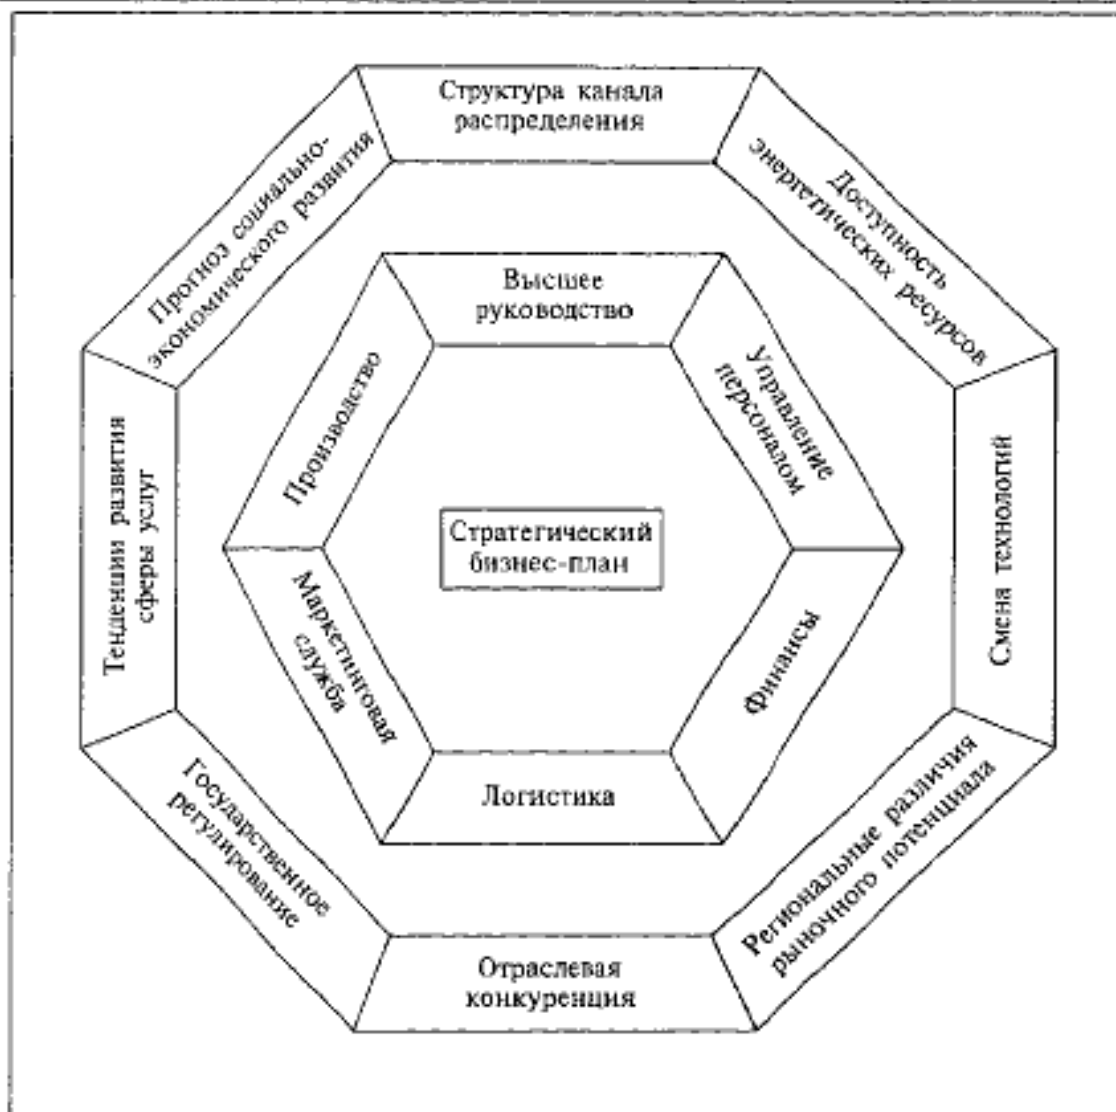 Структура канала
распределения
Доступность
энергетических ресурсов
Смена технологий
Региональные различия
рыночного потенциала
Отраслевая
конкуренция
Государственное
регулирование
Тенденции развития
сферы услуг
Прогноз социально-
экономического развития
Высшее
руководство
Управление
персоналом
Финансы
Логистика
Маркетинговая
служба
Производство
Стратегический
бизнес-план